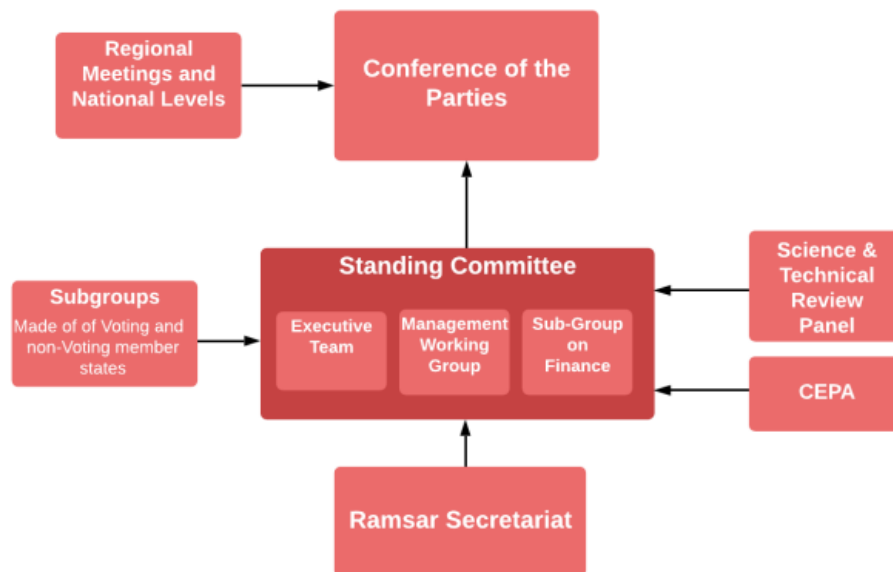 Regional
Meetings and
National Levels
Conference of the
Parties
Standing Committee
Executive
Team
Management
Working
Group
Sub-Group
on
Finance
Subgroups
Made of of Voting and
non-Voting member
states
Science &
Technical
Review
Panel
CEPA
Ramsar Secretariat